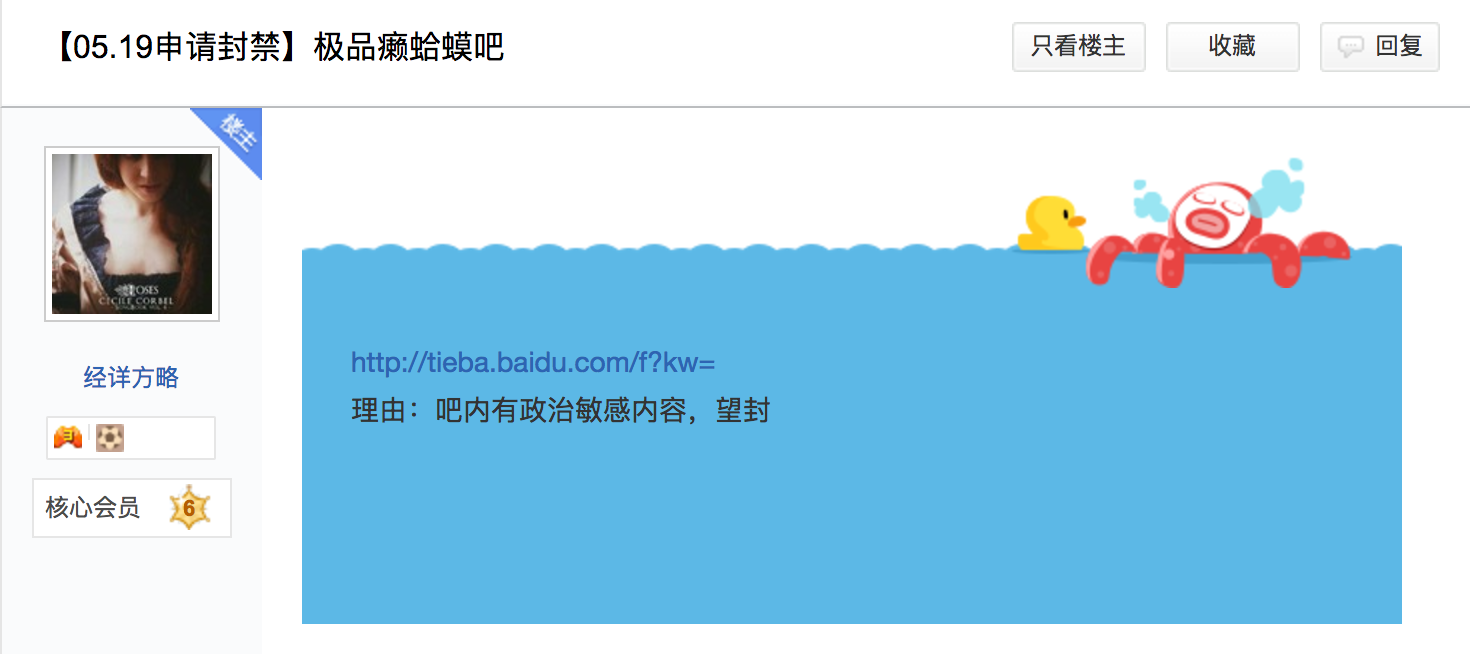 【05.19申请封禁】极品癞蛤蟆吧
只看楼主
收藏
回复
楼主
ROSES
CECILE CORBEL
经详方略
3
核心会员
6
http://tieba.baidu.com/f?kw=
理由：吧内有政治敏感内容，望封